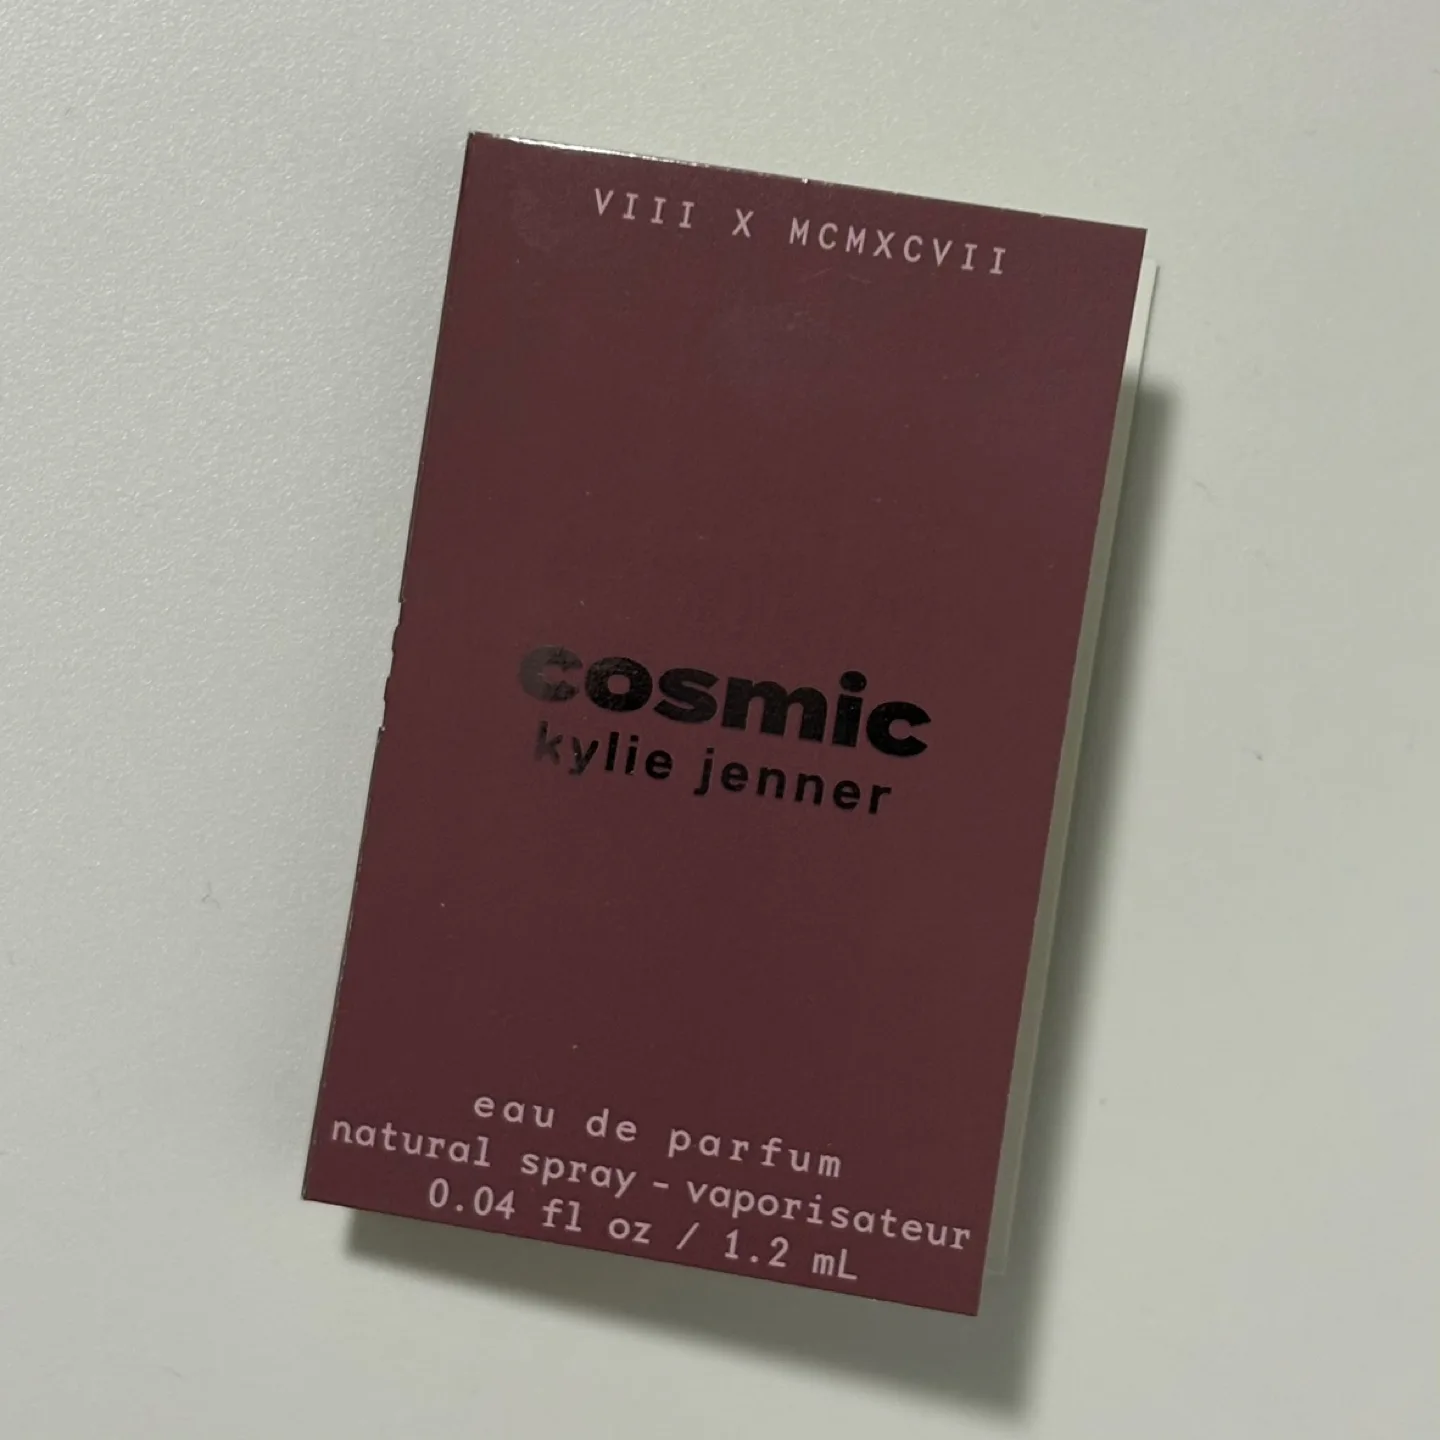 VIII X MCMXCVII
cosmic
kylie jenner
eau de parfum
natural spray - vaporisateur
0.04 fl oz / 1.2 mL